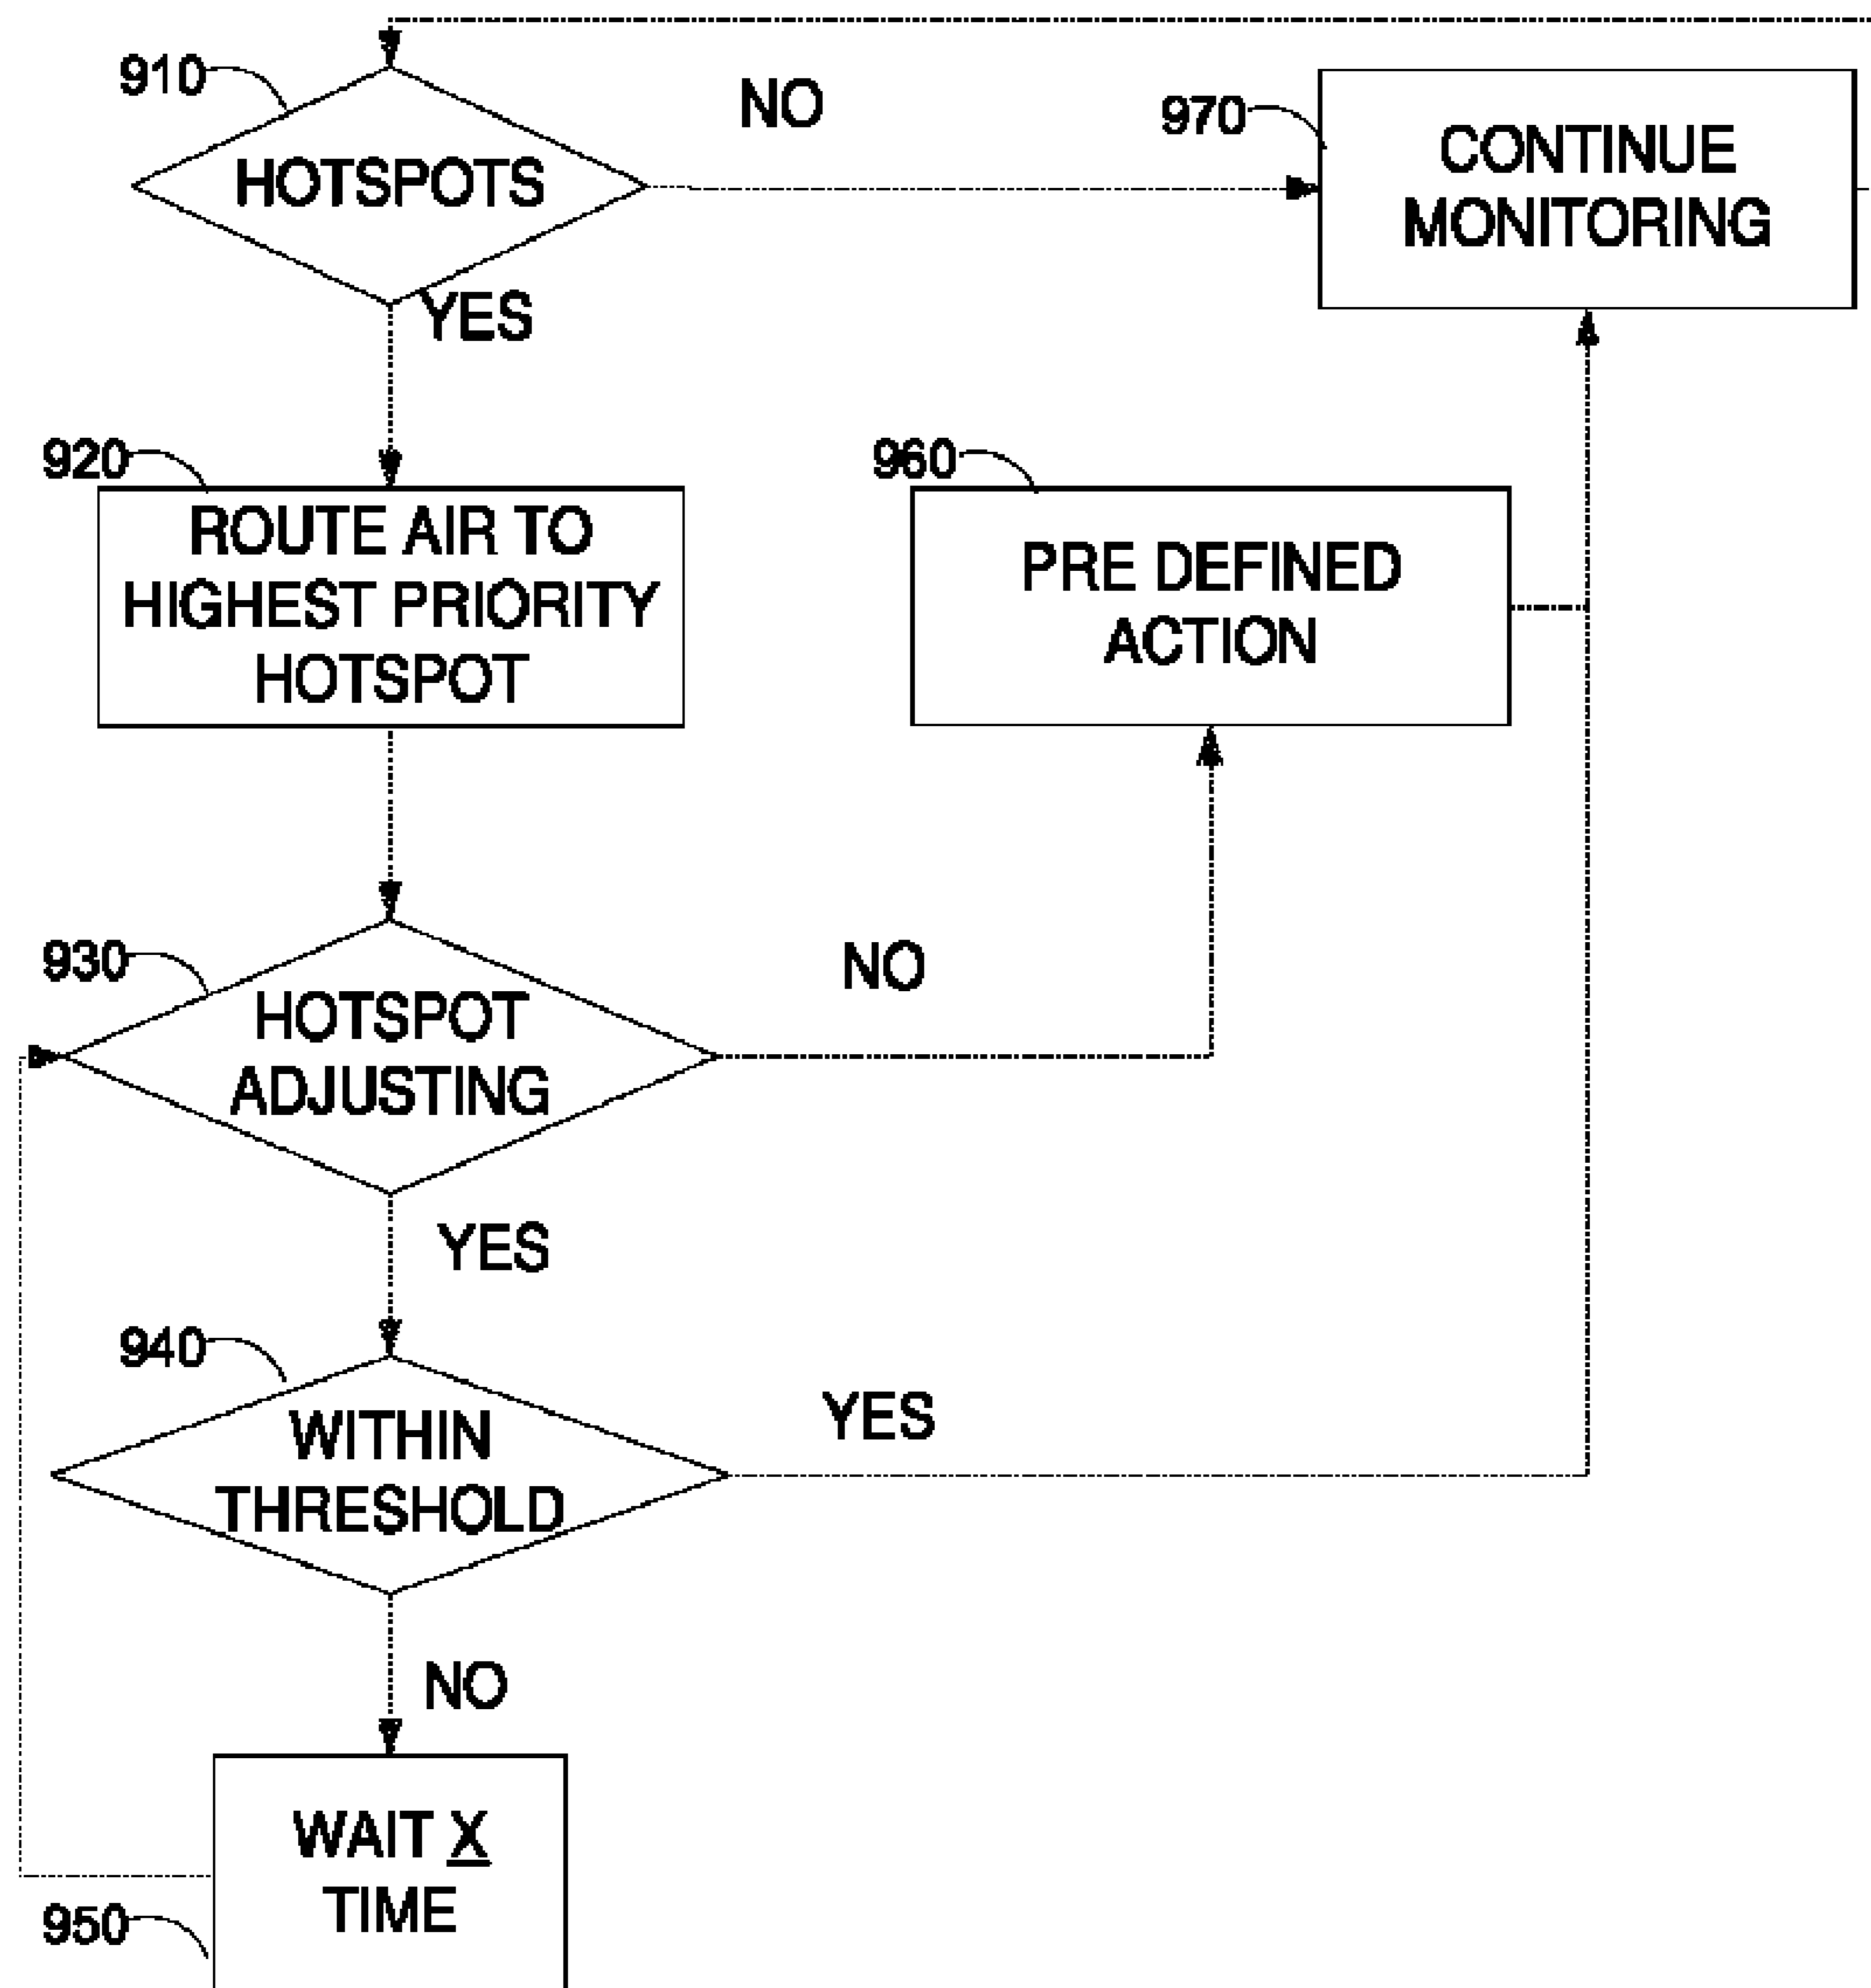 910
HOTSPOTS
NO
970
CONTINUE
MONITORING
YES
920
ROUTE AIR TO
HIGHEST PRIORITY
HOTSPOT
960
PRE DEFINED
ACTION
930
HOTSPOT
ADJUSTING
NO
YES
940
WITHIN
THRESHOLD
YES
NO
WAIT X
TIME
950